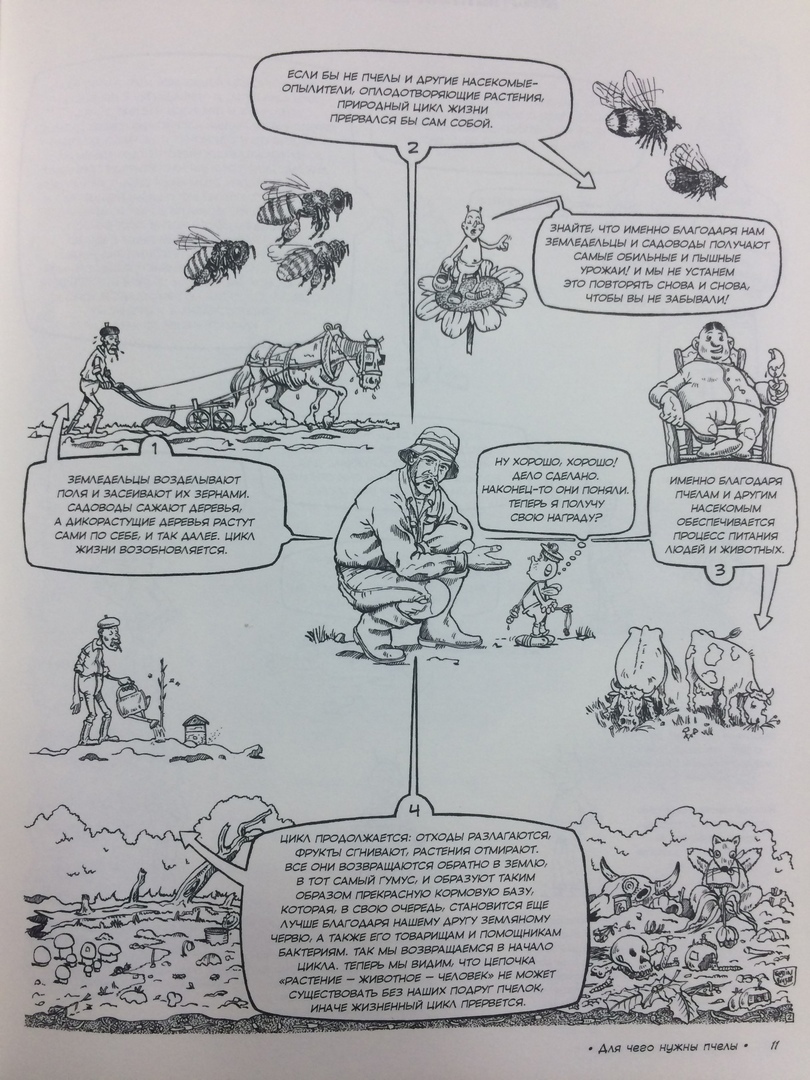 ЕСЛИ БЫ НЕ ПЧЕЛЫ И ДРУГИЕ НАСЕКОМЫЕ-
ОПЫЛИТЕЛИ, ОПЛОДОТВОРЯЮЩИЕ РАСТЕНИЯ,
ПРИРОДНЫЙ ЦИКЛ ЖИЗНИ
ПРЕРВАЛСЯ БЫ САМ СОБОЙ.
2
ЗНАЙТЕ, ЧТО ИМЕННО БЛАГОДАРЯ НАМ
ЗЕМЛЕДЕЛЬЦЫ И САДОВОДЫ ПОЛУЧАЮТ
САМЫЕ ОБИЛЬНЫЕ И ПЫШНЫЕ
УРОЖАИ! И МЫ НЕ УСТАНЕМ
ЭТО ПОВТОРЯТЬ СНОВА И СНОВА,
ЧТОБЫ ВЫ НЕ ЗАБЫВАЛИ!
1
ЗЕМЛЕДЕЛЬЦЫ ВОЗДЕЛЫВАЮТ
ПОЛЯ И ЗАСЕИВАЮТ ИХ ЗЕРНАМИ.
САДОВОДЫ САЖАЮТ ДЕРЕВЬЯ,
А ДИКОРАСТУЩИЕ ДЕРЕВЬЯ РАСТУТ
САМИ ПО СЕБЕ, И ТАК ДАЛЕЕ. ЦИКЛ
ЖИЗНИ ВОЗОБНОВЛЯЕТСЯ.
НУ ХОРОШО, ХОРОШО!
ДЕЛО СДЕЛАНО.
НАКОНЕЦ-ТО ОНИ ПОНЯЛИ.
ТЕПЕРЬ Я ПОЛУЧУ
СВОЮ НАГРАДУ?
ИМЕННО БЛАГОДАРЯ
ПЧЕЛАМ И ДРУГИМ
НАСЕКОМЫМ
ОБЕСПЕЧИВАЕТСЯ
ПРОЦЕСС ПИТАНИЯ
ЛЮДЕЙ И ЖИВОТНЫХ.
3
4
ЦИКЛ ПРОДОЛЖАЕТСЯ: ОТХОДЫ РАЗЛАГАЮТСЯ,
ФРУКТЫ СГНИВАЮТ, РАСТЕНИЯ ОТМИРАЮТ.
ВСЕ ОНИ ВОЗВРАЩАЮТСЯ ОБРАТНО В ЗЕМЛЮ,
В ТОТ САМЫЙ ГУМУС, И ОБРАЗУЮТ ТАКИМ
ОБРАЗОМ ПРЕКРАСНУЮ КОРМОВУЮ БАЗУ,
КОТОРАЯ, В СВОЮ ОЧЕРЕДЬ, СТАНОВИТСЯ ЕЩЕ
ЛУЧШЕ БЛАГОДАРЯ НАШЕМУ ДРУГУ ЗЕМЛЯНОМУ
ЧЕРВЮ, А ТАКЖЕ ЕГО ТОВАРИЩАМ И ПОМОЩНИКАМ
БАКТЕРИЯМ. ТАК МЫ ВОЗВРАЩАЕМСЯ В НАЧАЛО
ЦИКЛА. ТЕПЕРЬ МЫ ВИДИМ, ЧТО ЦЕПОЧКА
«РАСТЕНИЕ — ЖИВОТНОЕ — ЧЕЛОВЕК» НЕ МОЖЕТ
СУЩЕСТВОВАТЬ БЕЗ НАШИХ ПОДРУГ ПЧЕЛОК,
ИНАЧЕ ЖИЗНЕННЫЙ ЦИКЛ ПРЕРВЕТСЯ.
• Для чего нужны пчелы • 11